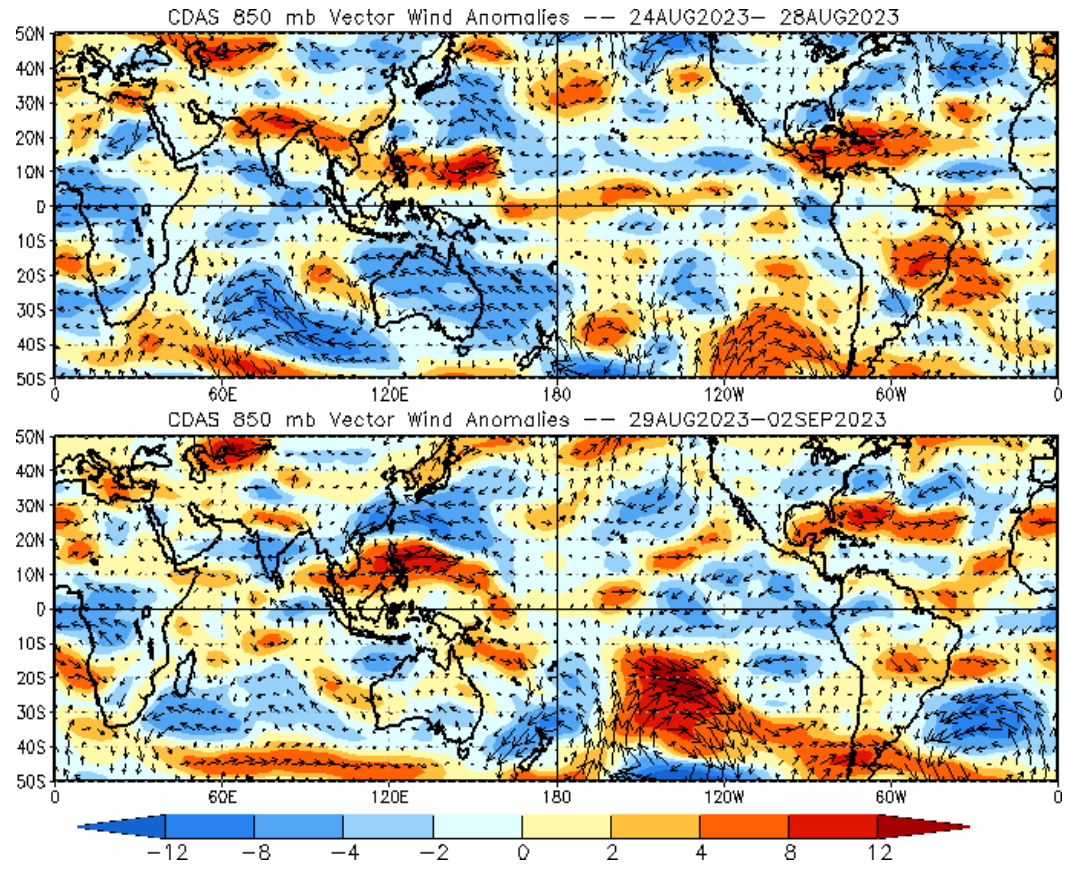 CDAS 850 mb Vector Wind Anomalies -- 24AUG2023- 28AUG2023
50N
40N
30N
20N
10N
0
10S
20S
30S
40S
50S
0 60E 120E 180 120W 60W 0
CDAS 850 mb Vector Wind Anomalies -- 29AUG2023-02SEP2023
50N
40N
30N
20N
10N
0
10S
20S
30S
40S
50S
0 60E 120E 180 120W 60W 0
-12 -8 -4 -2 0 2 4 8 12